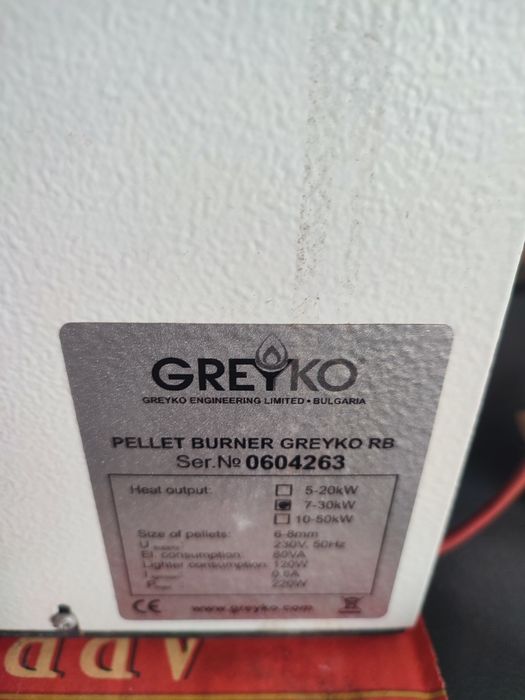 GREYKO
GREYKO ENGINEERING LIMITED • BULGARIA
PELLET BURNER GREYKO RB
Ser.№ 0604263
Heat output: 5-20kW
7-30kW
10-50kW
Size of pellets: 6-8mm
U 230V, 50Hz
El. consumption: 80VA
Lighter consumption: 120W
0.6A
220W
CE www.greyko.com